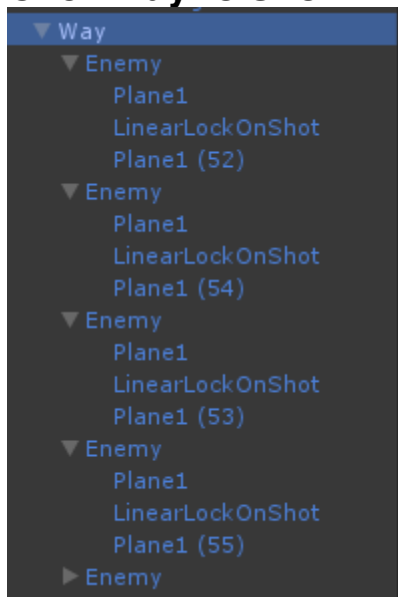 Way
Enemy
Plane1
LinearLockOnShot
Plane1 (52)
Enemy
Plane1
LinearLockOnShot
Plane1 (54)
Enemy
Plane1
LinearLockOnShot
Plane1 (53)
Enemy
Plane1
LinearLockOnShot
Plane1 (55)
Enemy